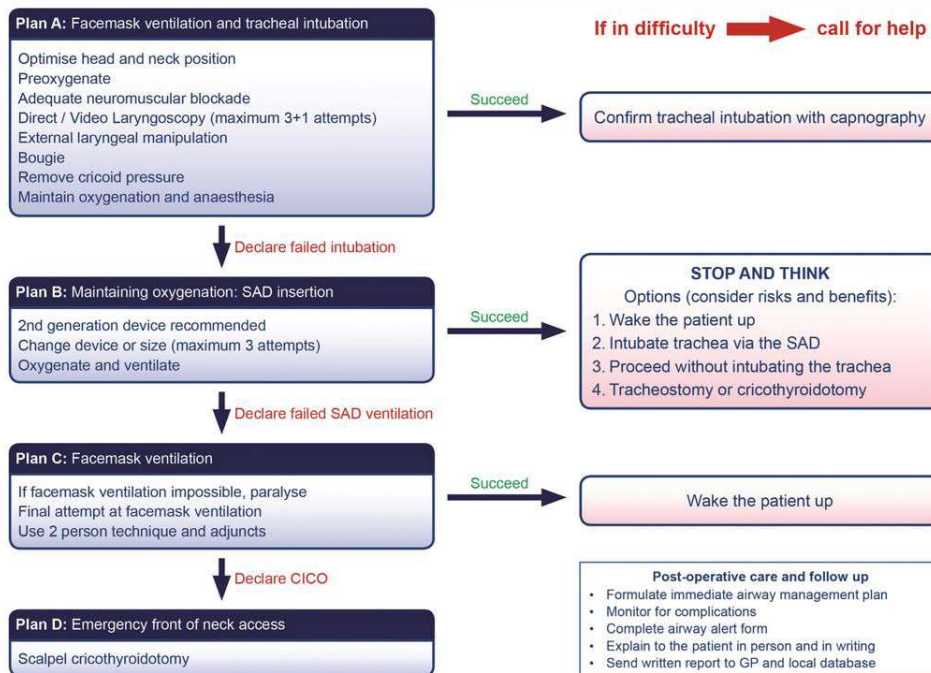 Plan A: Facemask ventilation and tracheal intubation
Optimise head and neck position
Preoxygenate
Adequate neuromuscular blockade
Direct / Video Laryngoscopy (maximum 3+1 attempts)
External laryngeal manipulation
Bougie
Remove cricoid pressure
Maintain oxygenation and anaesthesia
If in difficulty call for help
Succeed
Confirm tracheal intubation with capnography
Declare failed intubation
Plan B: Maintaining oxygenation: SAD insertion
2nd generation device recommended
Change device or size (maximum 3 attempts)
Oxygenate and ventilate
Succeed
STOP AND THINK
Options (consider risks and benefits):
1. Wake the patient up
2. Intubate trachea via the SAD
3. Proceed without intubating the trachea
4. Tracheostomy or cricothyroidotomy
Declare failed SAD ventilation
Plan C: Facemask ventilation
If facemask ventilation impossible, paralyse
Final attempt at facemask ventilation
Use 2 person technique and adjuncts
Succeed
Wake the patient up
Declare CICO
Plan D: Emergency front of neck access
Scalpel cricothyroidotomy
Post-operative care and follow up
• Formulate immediate airway management plan
• Monitor for complications
• Complete airway alert form
• Explain to the patient in person and in writing
• Send written report to GP and local database